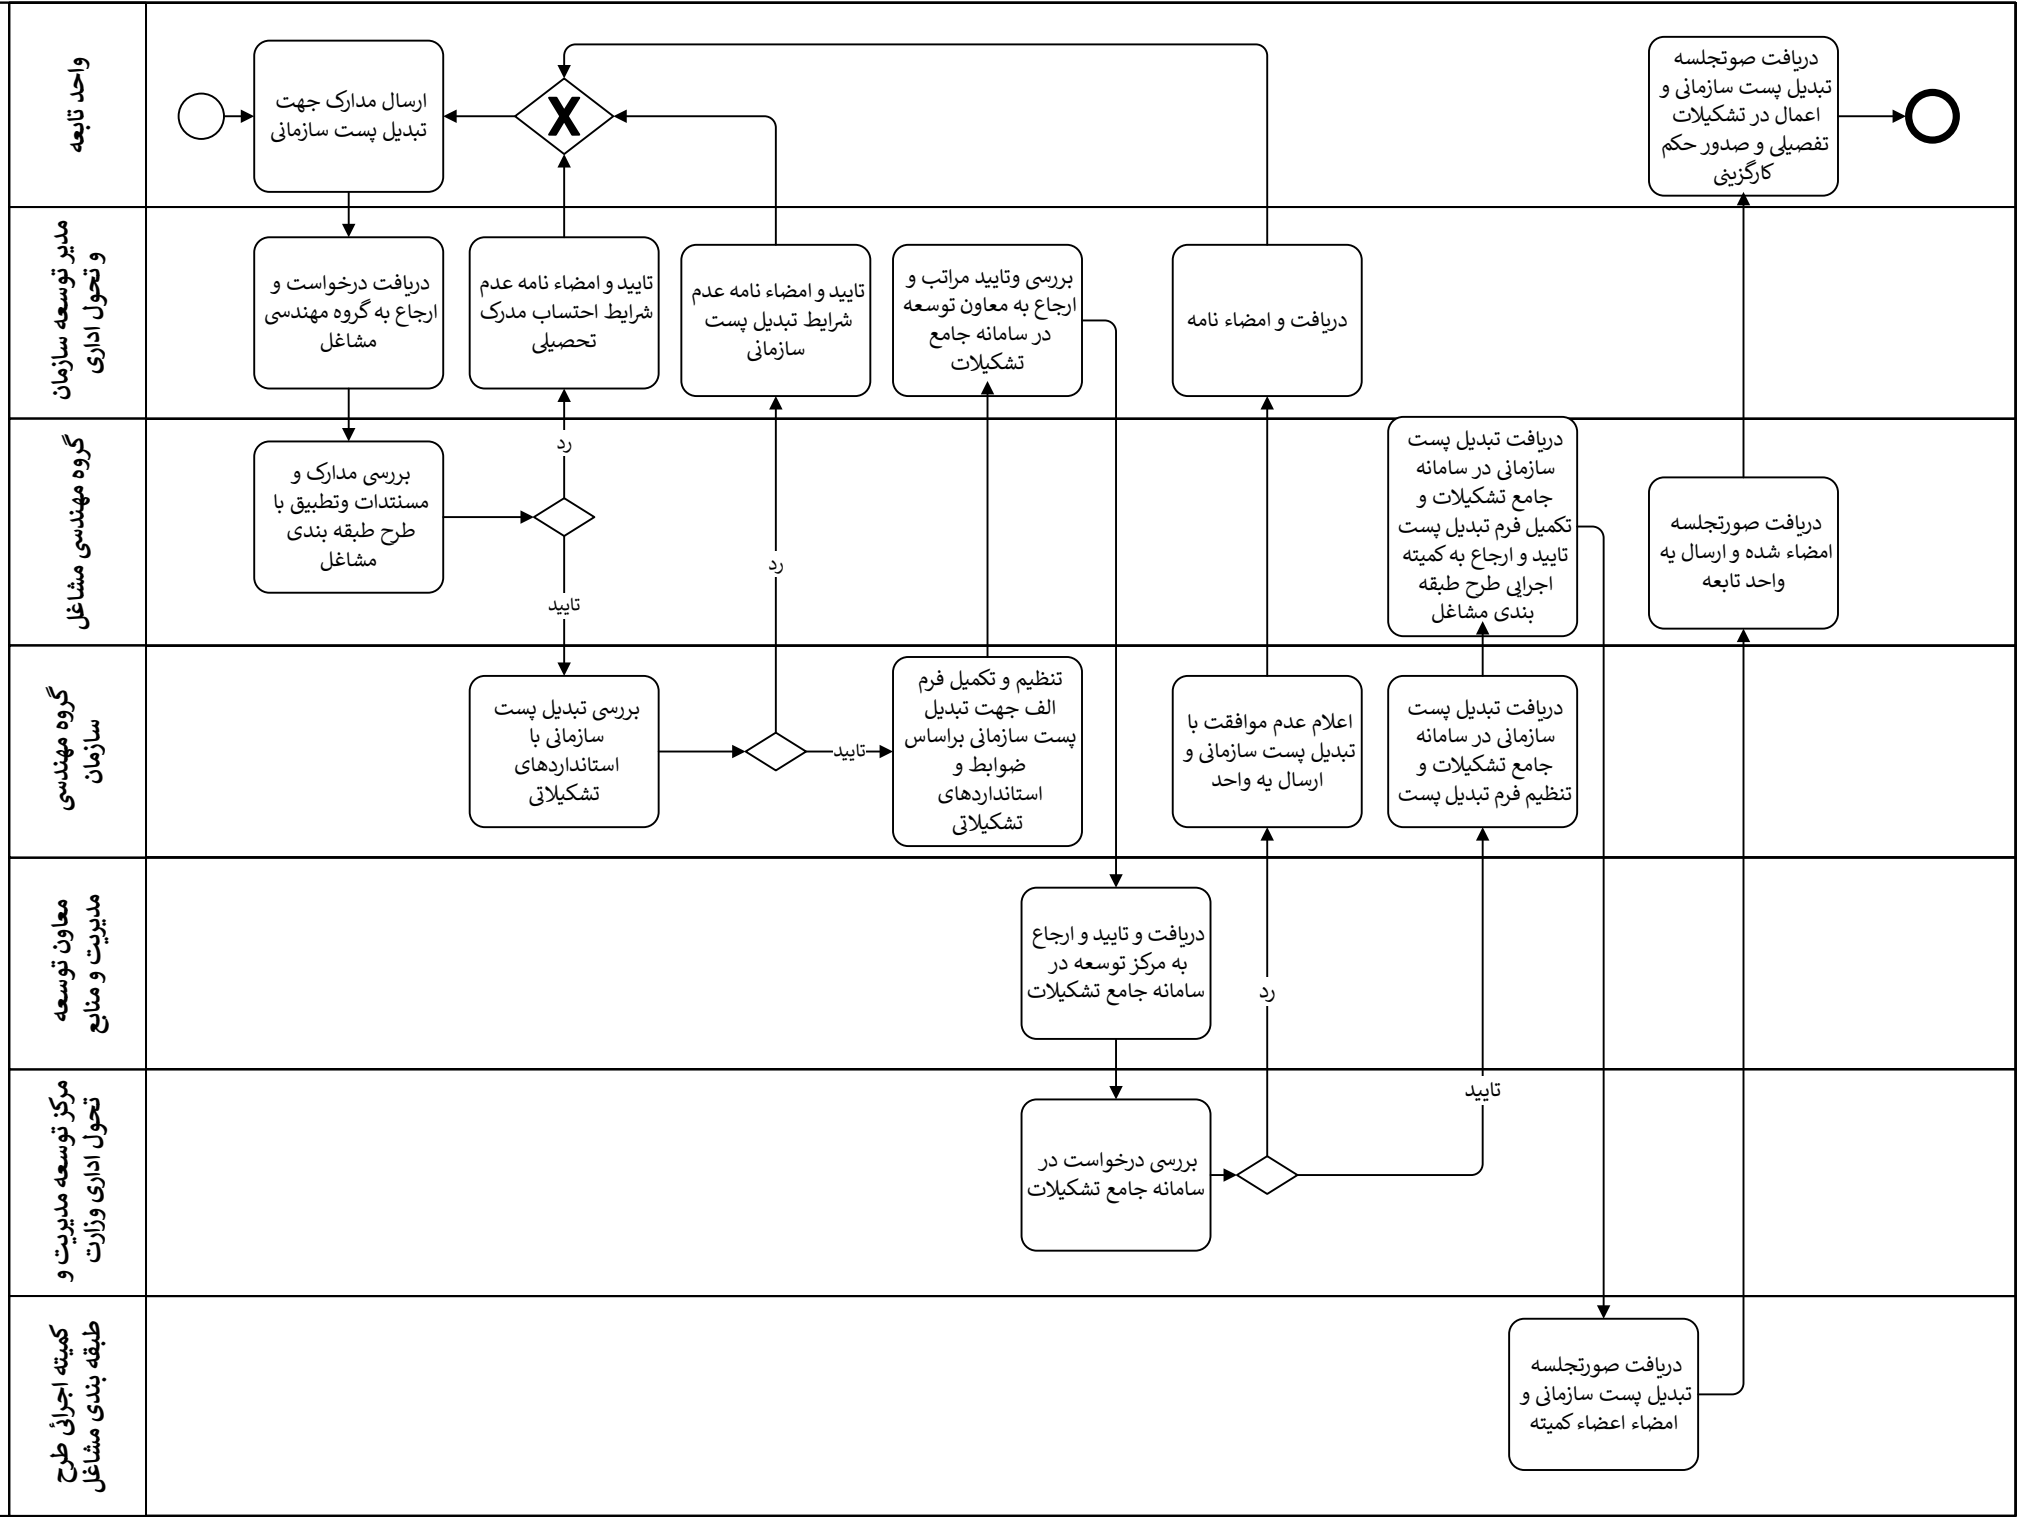 واحد تابعه
ارسال مدارک جهت
تبدیل پست سازمانی
X
دریافت صوتجلسه
تبدیل پست سازمانی و
اعمال در تشکیلات
تفصیلی و صدور حکم
کارگزینی
مدیر توسعه سازمان
و تحول اداری
دریافت درخواست و
ارجاع به گروه مهندسی
مشاغل
تایید و امضاء نامه عدم
شرایط احتساب مدرک
تحصیلی
تایید و امضاء نامه عدم
شرایط تبدیل پست
سازمانی
بررسی وتایید مراتب و
ارجاع به معاون توسعه
در سامانه جامع
تشکیلات
دریافت و امضاء نامه
گروه مهندسی مشاغل
بررسی مدارک و
مستندات وتطبیق با
طرح طبقه بندی
مشاغل
رد
تایید
رد
دریافت تبدیل پست
سازمانی در سامانه
جامع تشکیلات و
تکمیل فرم تبدیل پست
تایید و ارجاع به کمیته
اجرایی طرح طبقه
بندی مشاغل
دریافت صورتجلسه
امضاء شده و ارسال یه
واحد تابعه
گروه مهندسی
سازمان
بررسی تبدیل پست
سازمانی با
استانداردهای
تشکیلاتی
تایید
تنظیم و تکمیل فرم
الف جهت تبدیل
پست سازمانی براساس
ضوابط و
استانداردهای
تشکیلاتی
اعلام عدم موافقت با
تبدیل پست سازمانی و
ارسال یه واحد
دریافت تبدیل پست
سازمانی در سامانه
جامع تشکیلات و
تنظیم فرم تبدیل پست
معاون توسعه
مدیریت و منابع
دریافت و تایید و ارجاع
به مرکز توسعه در
سامانه جامع تشکیلات
رد
مرکز توسعه مدیریت و
تحول اداری وزارت
بررسی درخواست در
سامانه جامع تشکیلات
تایید
کمیته اجرائی طرح
طبقه بندی مشاغل
دریافت صورتجلسه
تبدیل پست سازمانی و
امضاء اعضاء کمیته